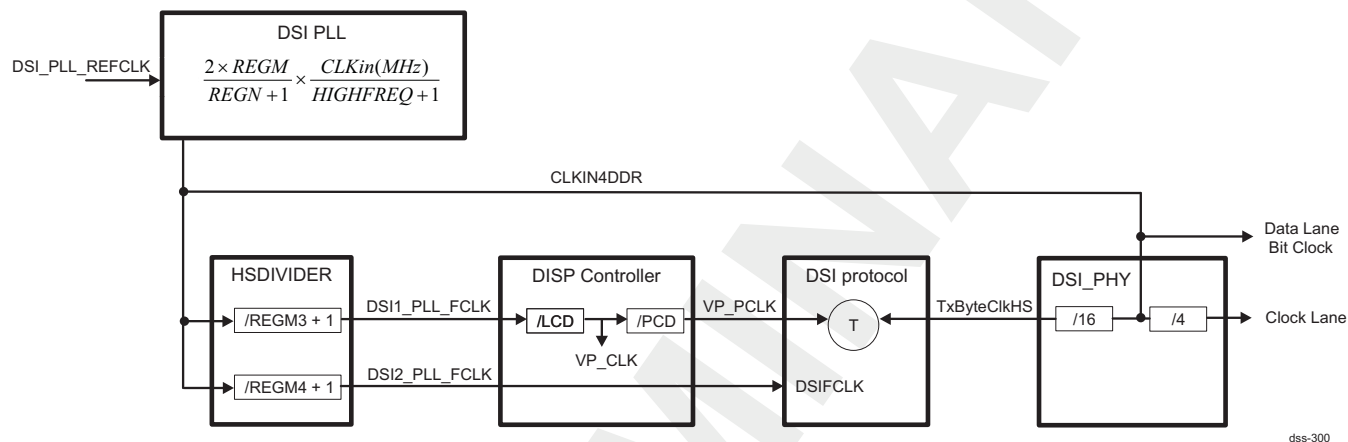 DSI PLL
DSI_PLL_REFCLK
2 × REGM / REGN + 1 × CLKin(MHz) / HIGHFREQ + 1
CLKIN4DDR
Data Lane
Bit Clock
HSDIVIDER
DISP Controller
DSI protocol
DSI_PHY
/REGM3 + 1
DSI1_PLL_FCLK
/LCD
/PCD
VP_PCLK
T
TxByteClkHS
/16
/4
Clock Lane
VP_CLK
/REGM4 + 1
DSI2_PLL_FCLK
DSIFCLK
dss-300